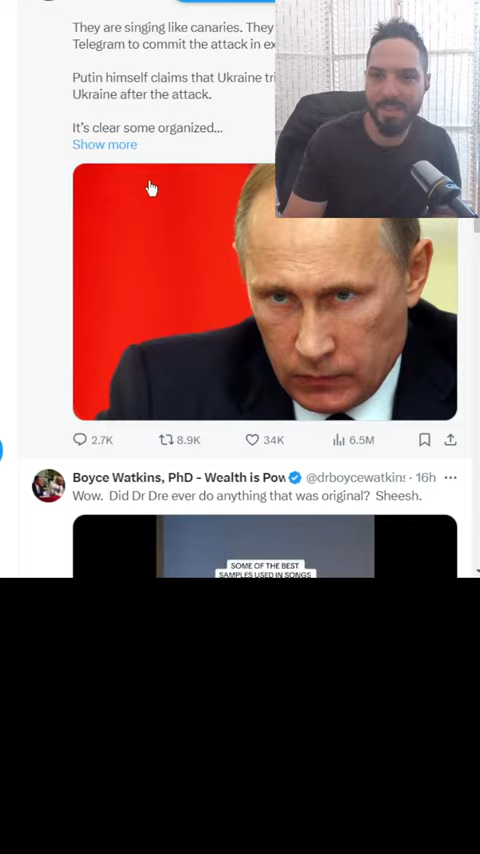 They are singing like canaries. They
Telegram to commit the attack in
Putin himself claims that Ukraine
Ukraine after the attack.
It's clear some organized...
Show more
2.7K 8.9K 34K 6.5M
Boyce Watkins, PhD - Wealth is @drboycewatkins · 16h
Wow. Did Dr Dre ever do anything that was original? Sheesh.
SOME OF THE BEST
SAMPLES USED IN SONGS